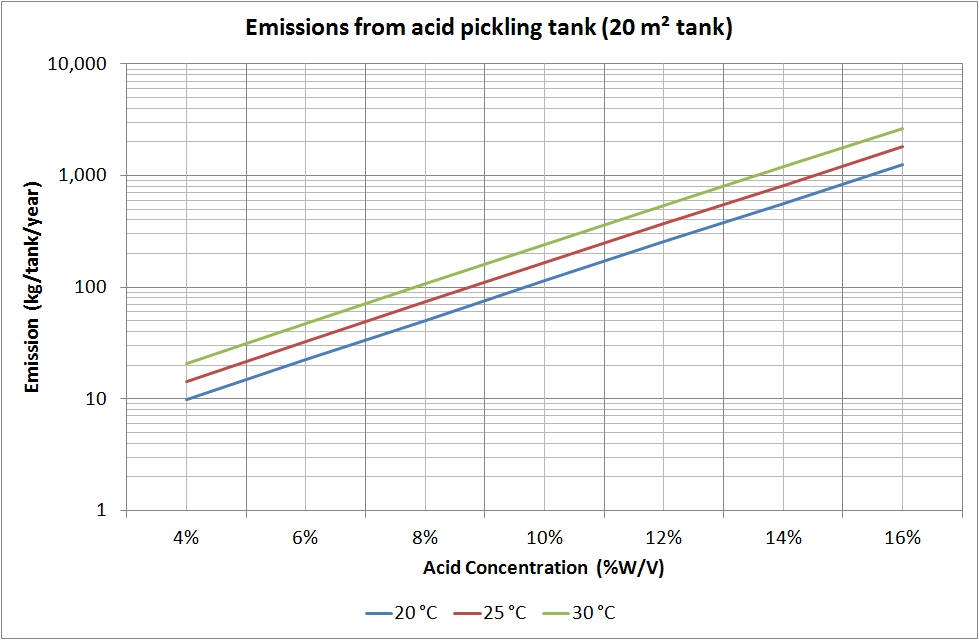 Emissions from acid pickling tank (20 m² tank)
10,000
1,000
100
10
1
Emission (kg/tank/year)
4% 6% 8% 10% 12% 14% 16%
Acid Concentration (%W/V)
20 °C 25 °C 30 °C